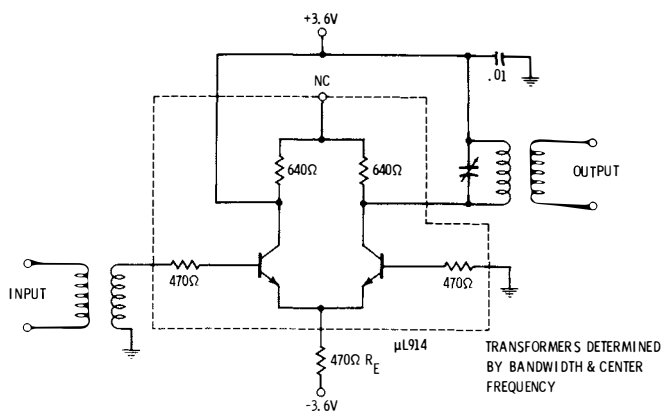 +3.6V
NC
.01
640Ω
640Ω
OUTPUT
470Ω
470Ω
INPUT
µL914
470Ω R_E
-3.6V
TRANSFORMERS DETERMINED
BY BANDWIDTH & CENTER
FREQUENCY